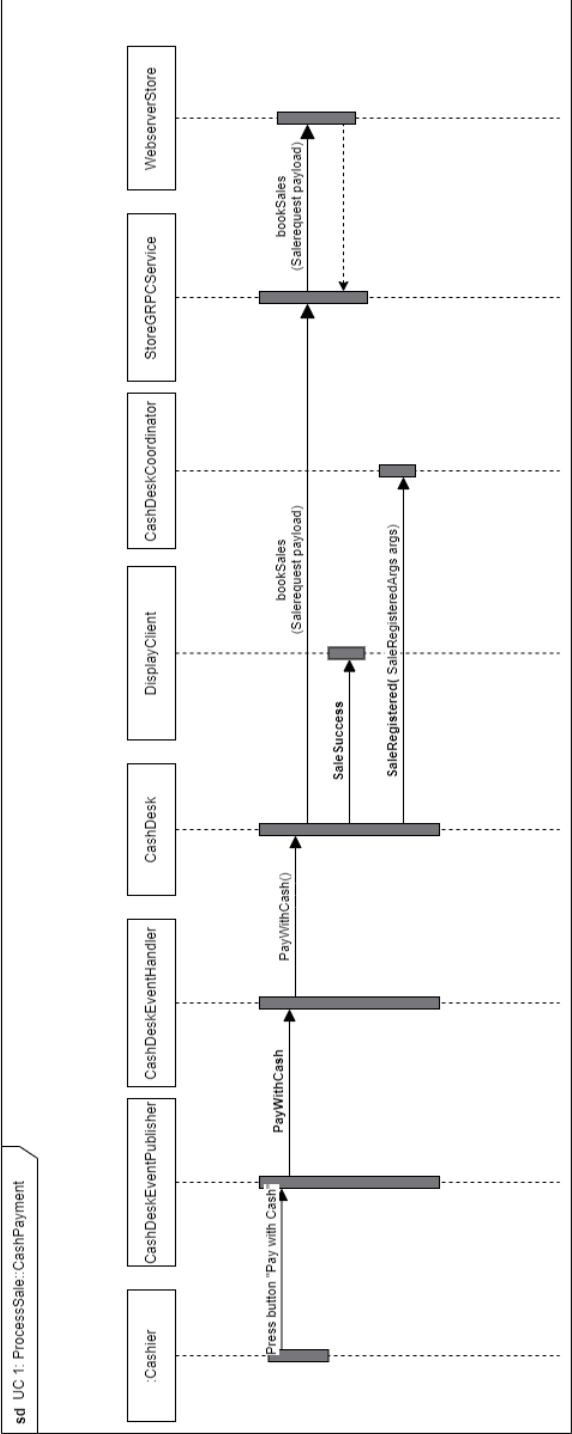 sd UC 1: ProcessSale::CashPayment
:Cashier
CashDeskEventPublisher
CashDeskEventHandler
CashDesk
DisplayClient
CashDeskCoordinator
StoreGRPCService
WebserverStore
Press button "Pay with Cash"
PayWithCash
PayWithCash()
bookSales
(Salerequest payload)
bookSales
(Salerequest payload)
SaleSuccess
SaleRegistered( SaleRegisteredArgs args)